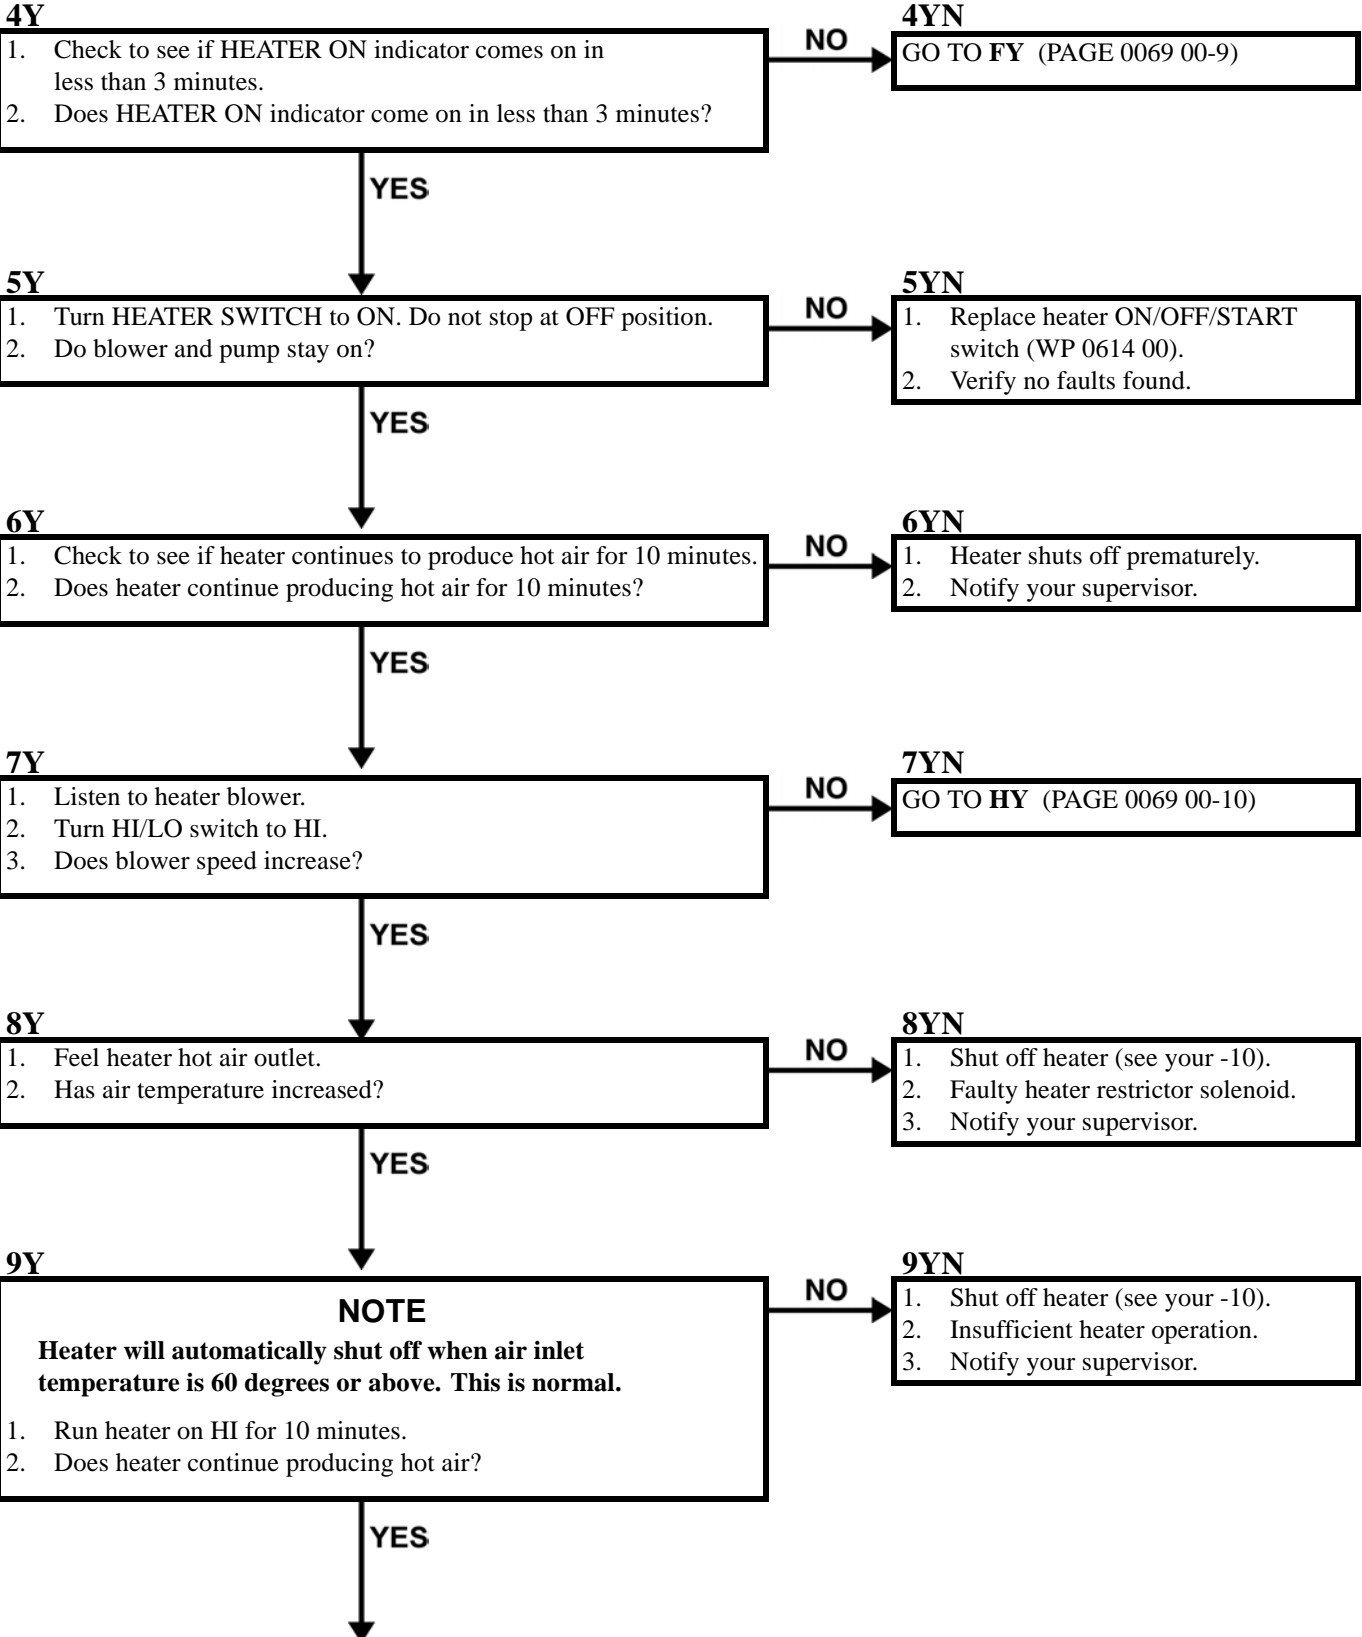 4Y
1. Check to see if HEATER ON indicator comes on in
less than 3 minutes.
2. Does HEATER ON indicator come on in less than 3 minutes?
NO
4YN
GO TO FY (PAGE 0069 00-9)
YES
5Y
1. Turn HEATER SWITCH to ON. Do not stop at OFF position.
2. Do blower and pump stay on?
NO
5YN
1. Replace heater ON/OFF/START
switch (WP 0614 00).
2. Verify no faults found.
YES
6Y
1. Check to see if heater continues to produce hot air for 10 minutes.
2. Does heater continue producing hot air for 10 minutes?
NO
6YN
1. Heater shuts off prematurely.
2. Notify your supervisor.
YES
7Y
1. Listen to heater blower.
2. Turn HI/LO switch to HI.
3. Does blower speed increase?
NO
7YN
GO TO HY (PAGE 0069 00-10)
YES
8Y
1. Feel heater hot air outlet.
2. Has air temperature increased?
NO
8YN
1. Shut off heater (see your -10).
2. Faulty heater restrictor solenoid.
3. Notify your supervisor.
YES
9Y
NOTE
Heater will automatically shut off when air inlet
temperature is 60 degrees or above. This is normal.
1. Run heater on HI for 10 minutes.
2. Does heater continue producing hot air?
NO
9YN
1. Shut off heater (see your -10).
2. Insufficient heater operation.
3. Notify your supervisor.
YES